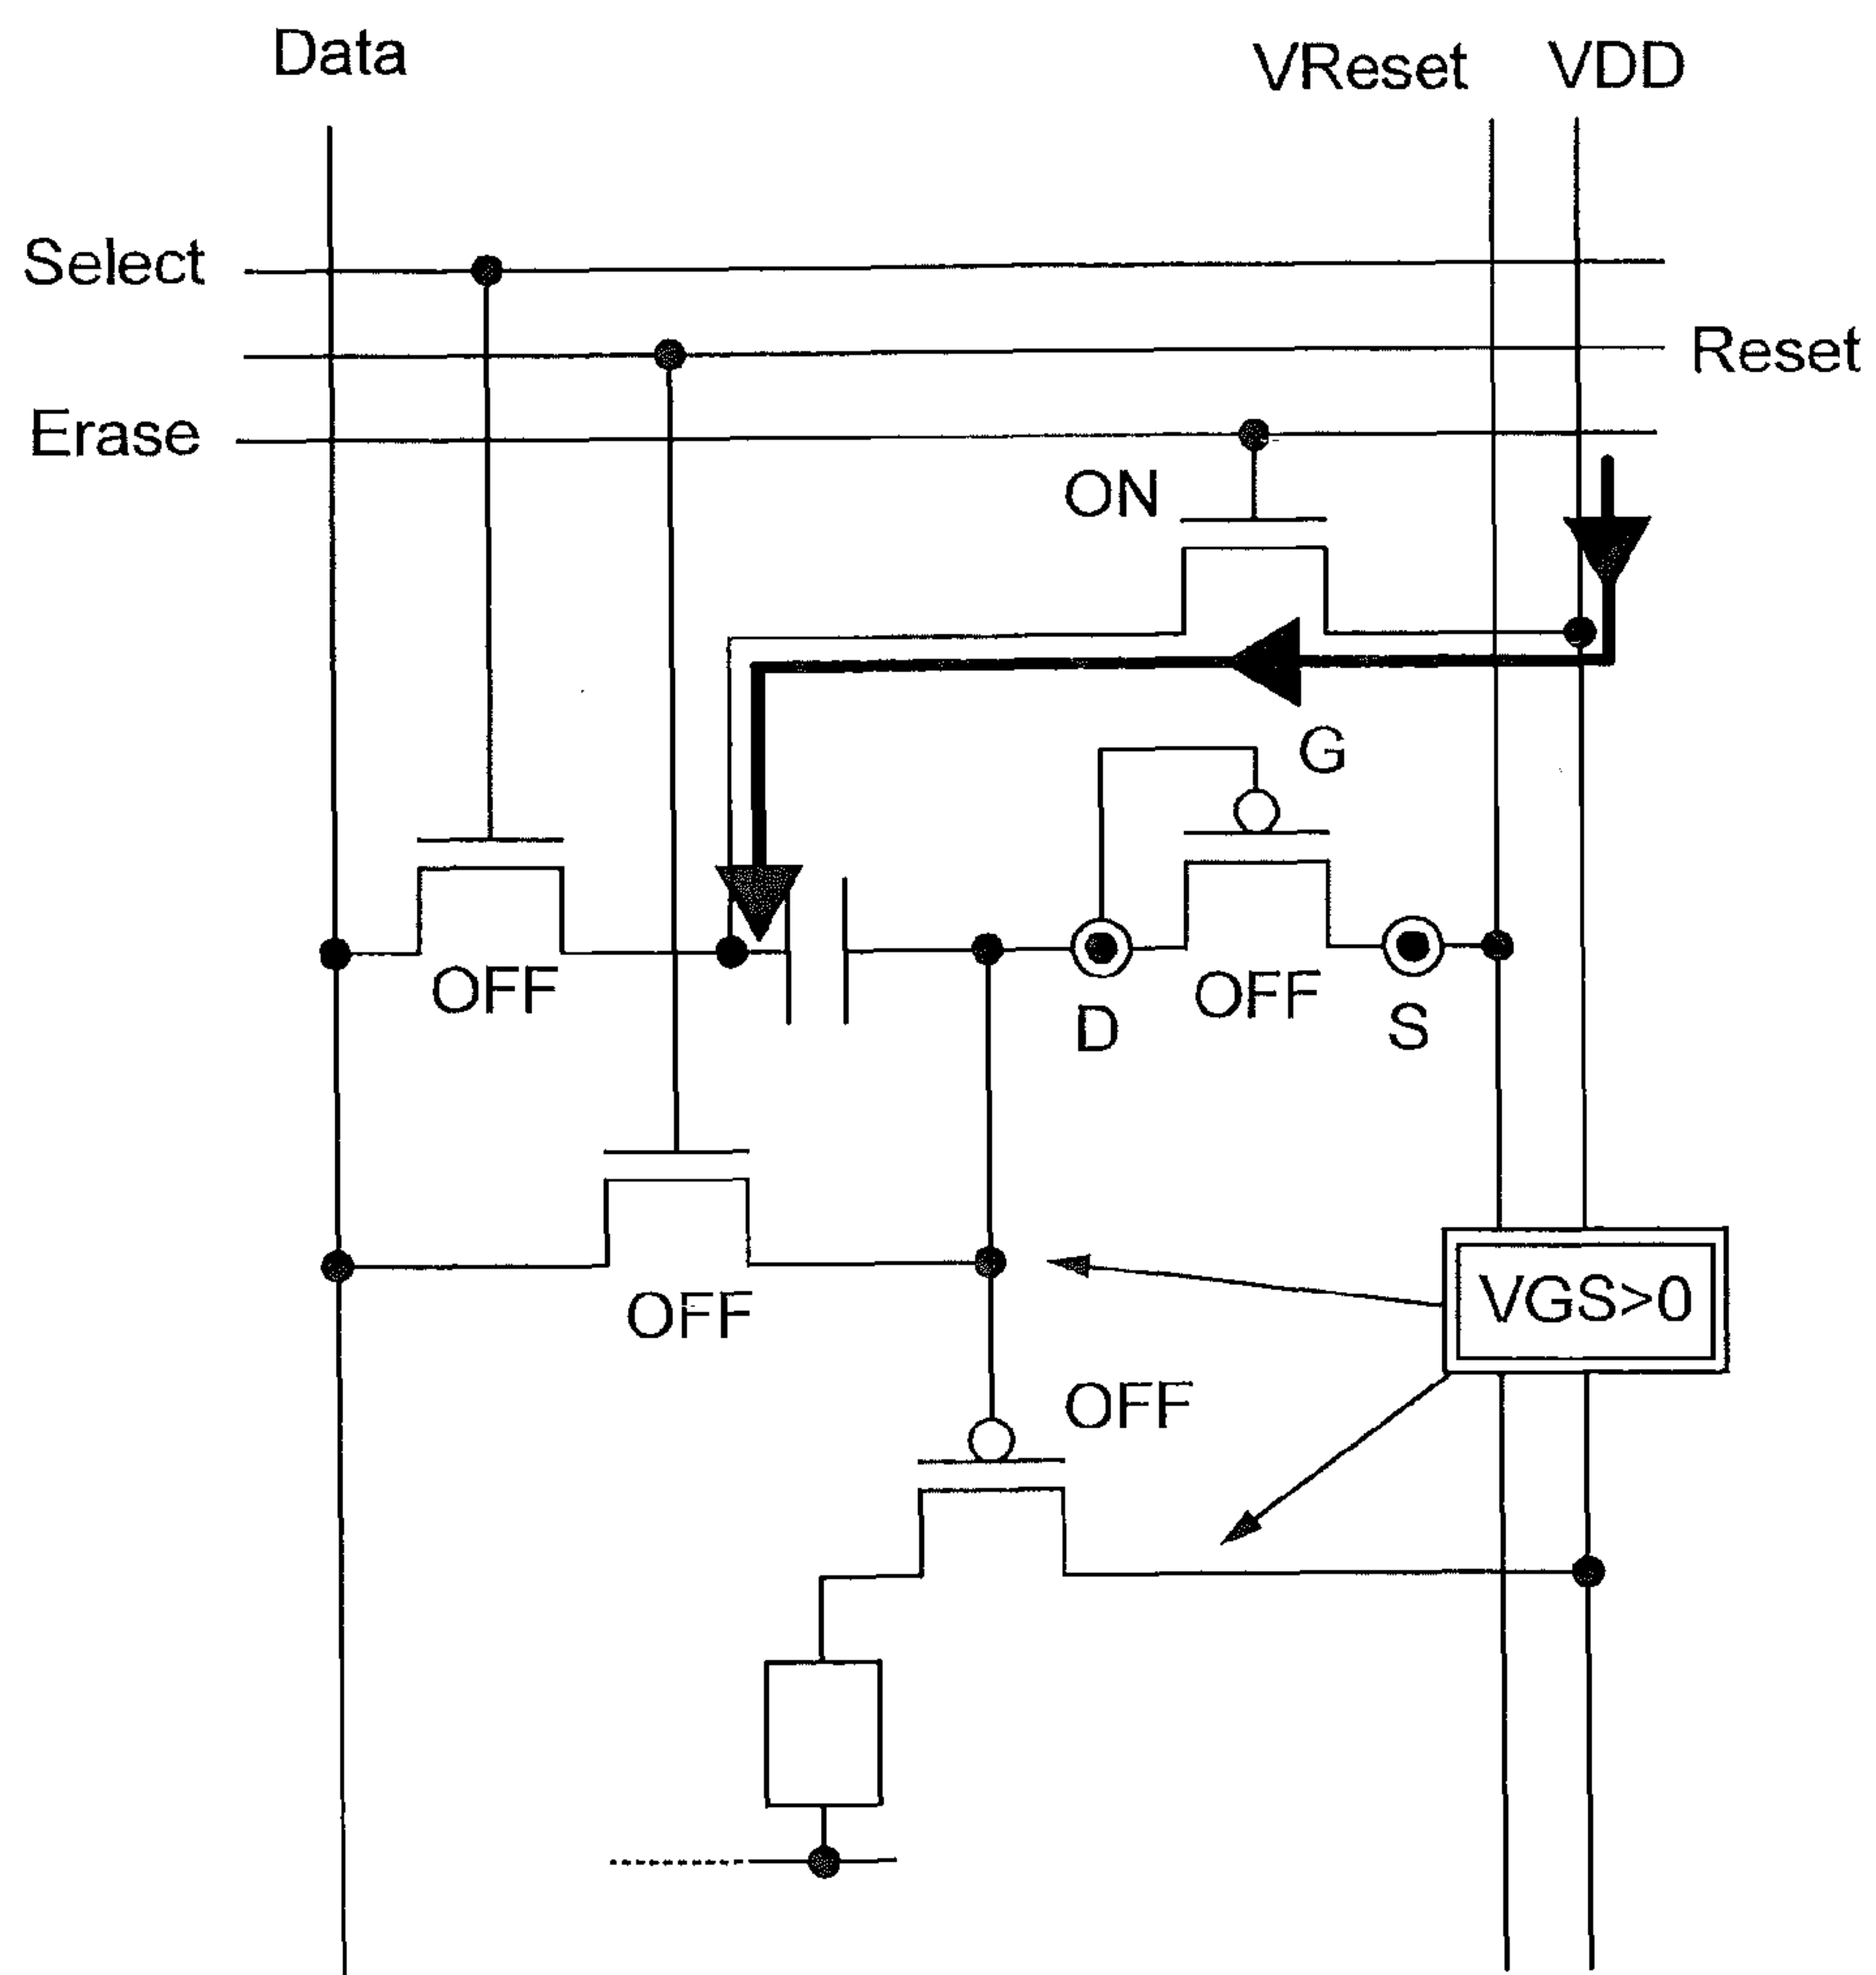 Data
VReset
VDD
Select
Reset
Erase
ON
G
OFF
D
OFF
S
OFF
VGS>0
OFF